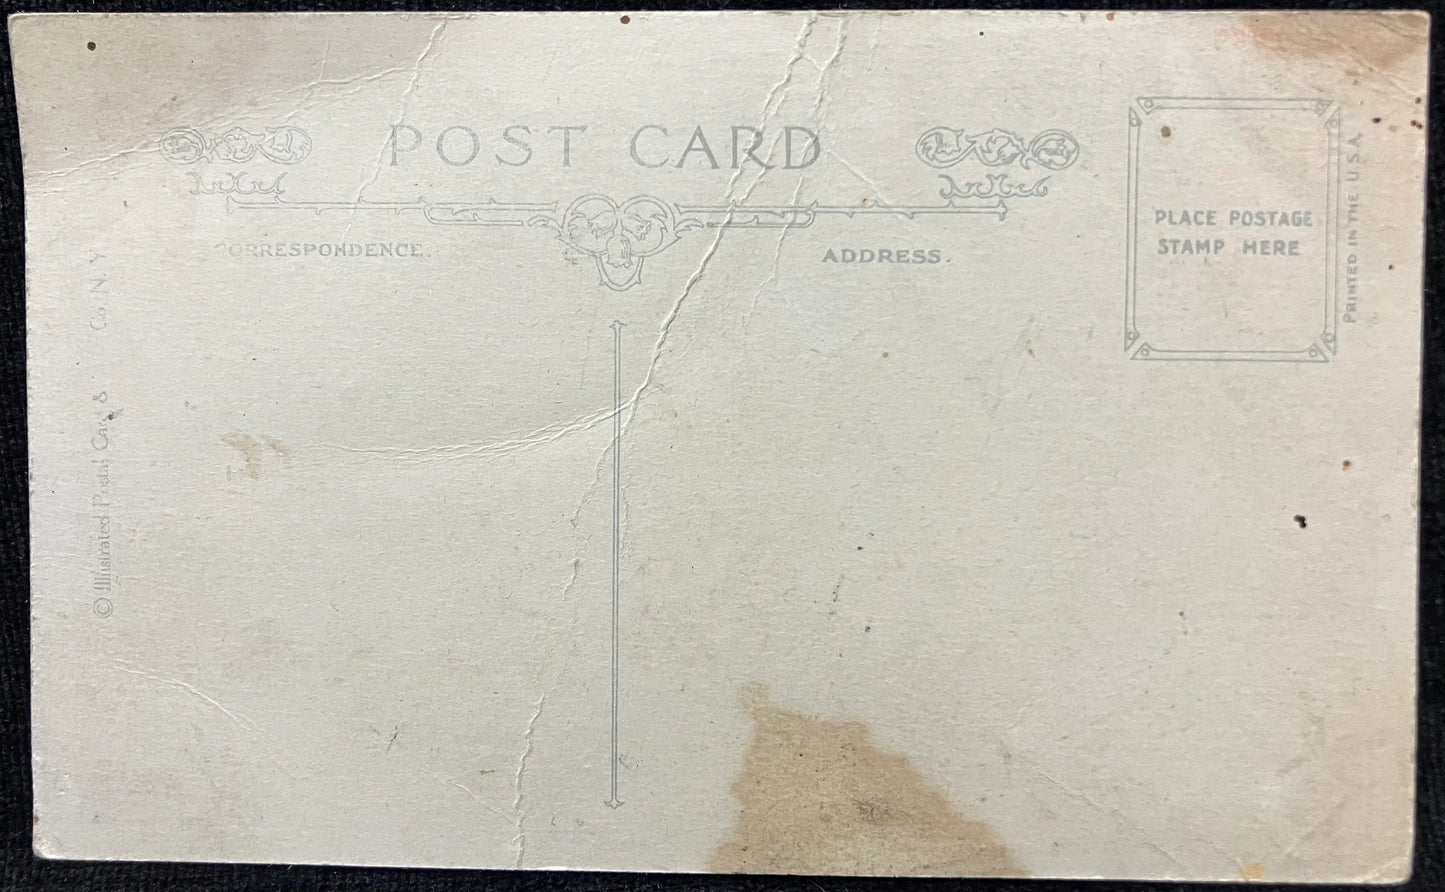 POST CARD
CORRESPONDENCE.
ADDRESS.
PLACE POSTAGE
STAMP HERE
PRINTED IN THE U.S.A.
© Illustrated Postal Card & Co. N. Y.